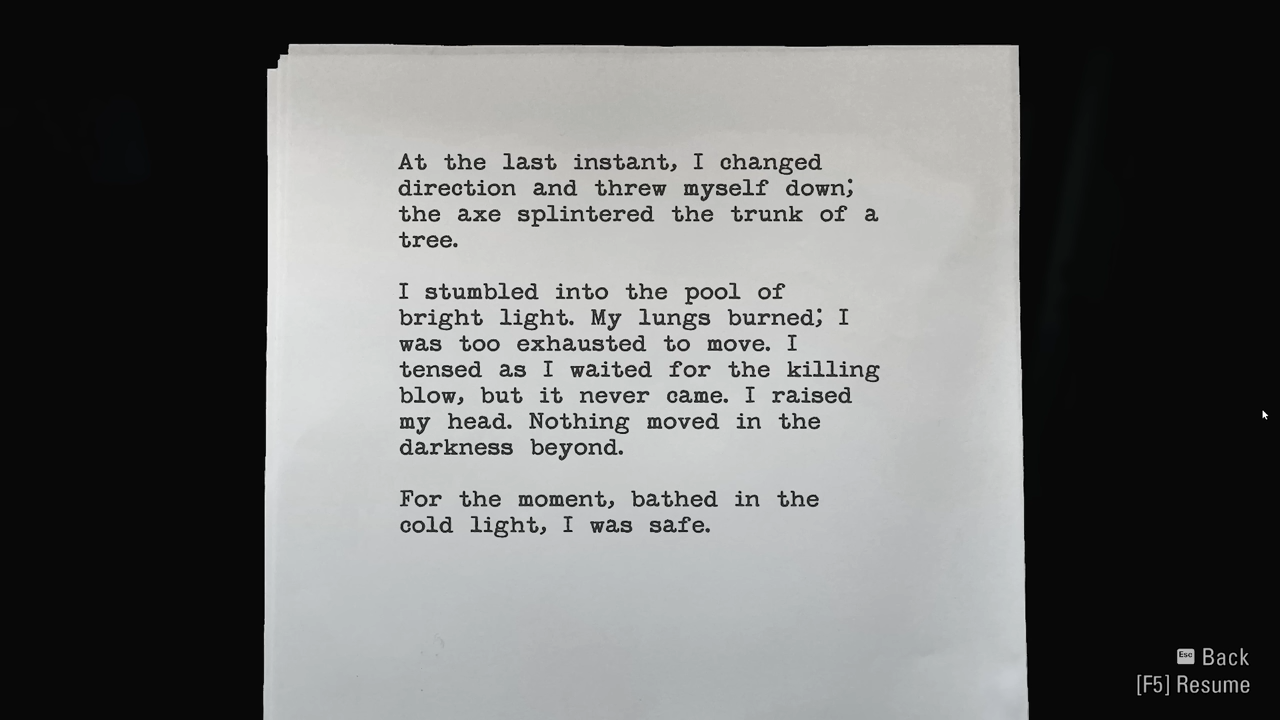 At the last instant, I changed
direction and threw myself down;
the axe splintered the trunk of a
tree.
I stumbled into the pool of
bright light. My lungs burned; I
was too exhausted to move. I
tensed as I waited for the killing
blow, but it never came. I raised
my head. Nothing moved in the
darkness beyond.
For the moment, bathed in the
cold light, I was safe.
Esc Back
[F5] Resume